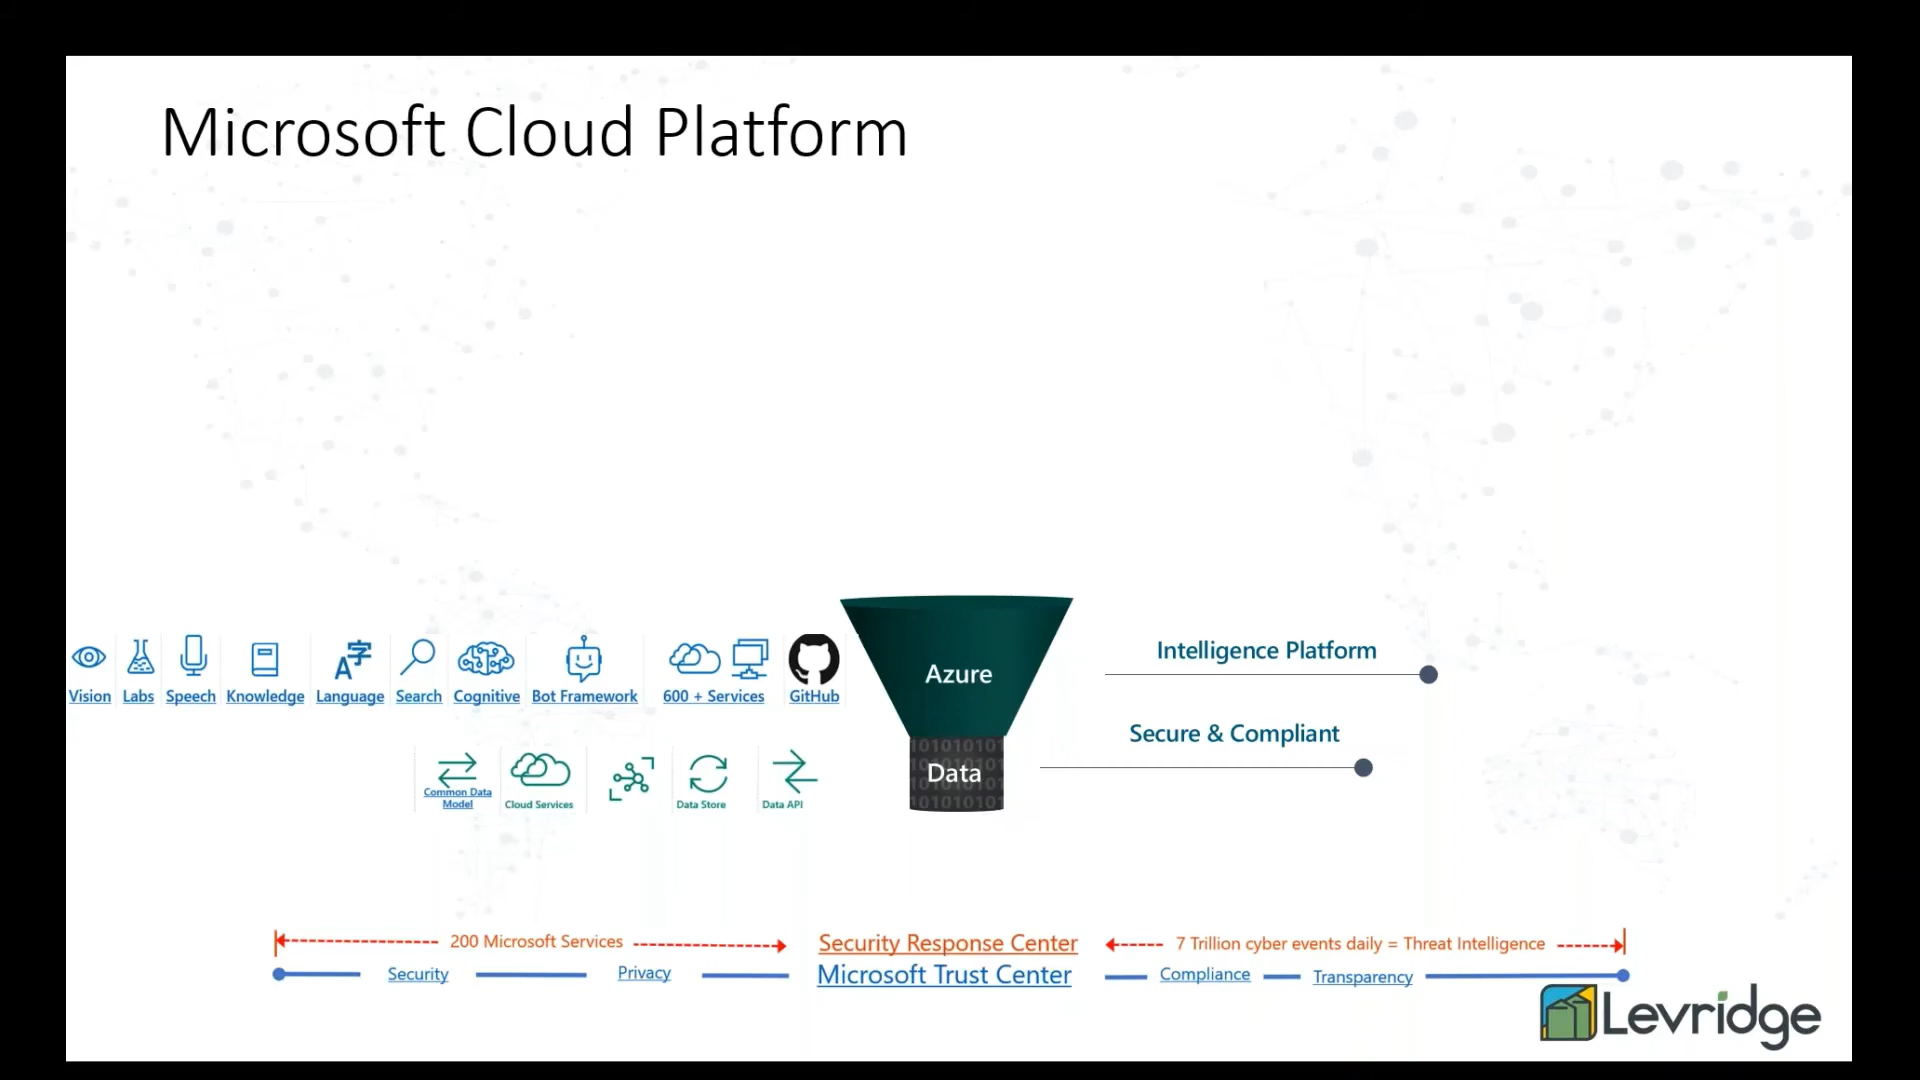 Microsoft Cloud Platform
Vision Labs Speech Knowledge Language Search Cognitive Bot Framework 600 + Services GitHub
Azure
Intelligence Platform
Secure & Compliant
Data
Common Data
Model
Cloud Services
Data Store
Data API
200 Microsoft Services
Security Response Center
7 Trillion cyber events daily = Threat Intelligence
Security
Privacy
Microsoft Trust Center
Compliance
Transparency
Levridge